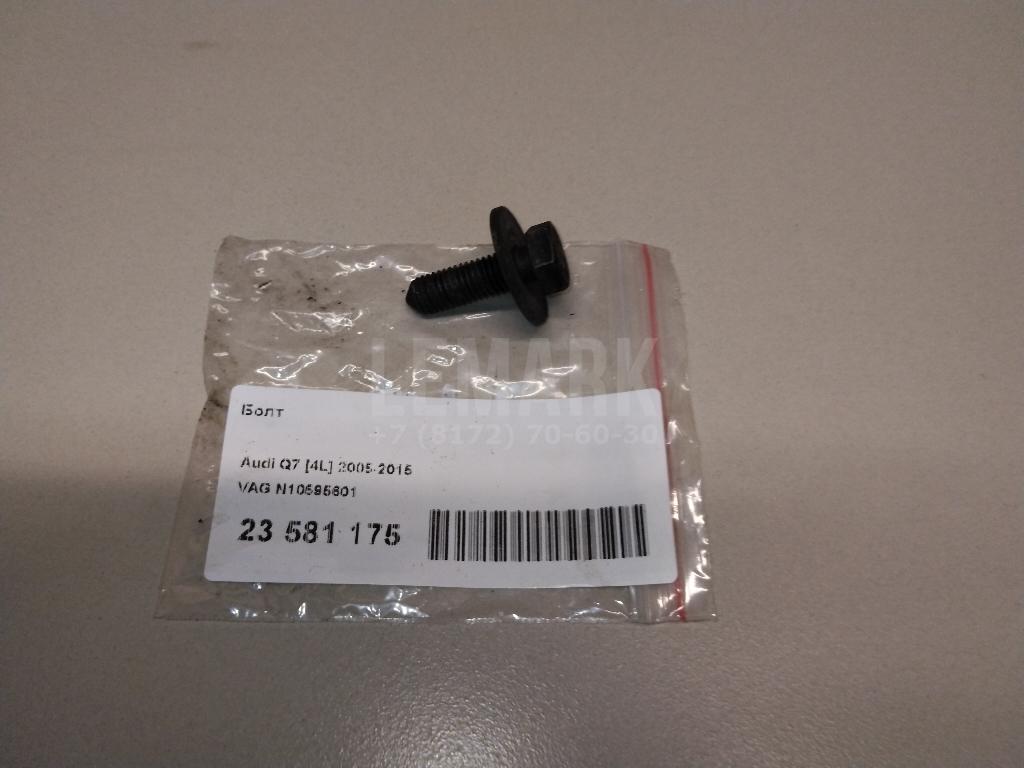 LEMARK
+7 (8172) 70-60-30
Болт
Audi Q7 [4L] 2005-2015
VAG N10595601
23 581 175